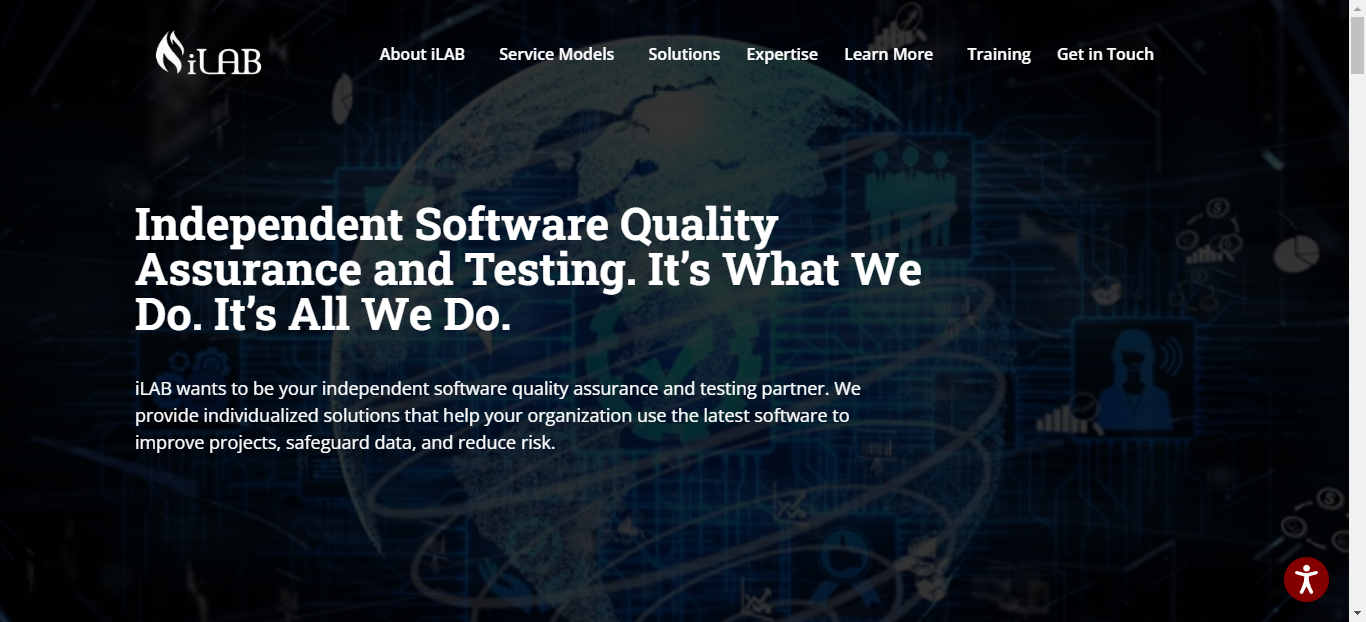 iLAB
About iLAB
Service Models
Solutions
Expertise
Learn More
Training
Get in Touch
Independent Software Quality
Assurance and Testing. It’s What We
Do. It’s All We Do.
iLAB wants to be your independent software quality assurance and testing partner. We
provide individualized solutions that help your organization use the latest software to
improve projects, safeguard data, and reduce risk.